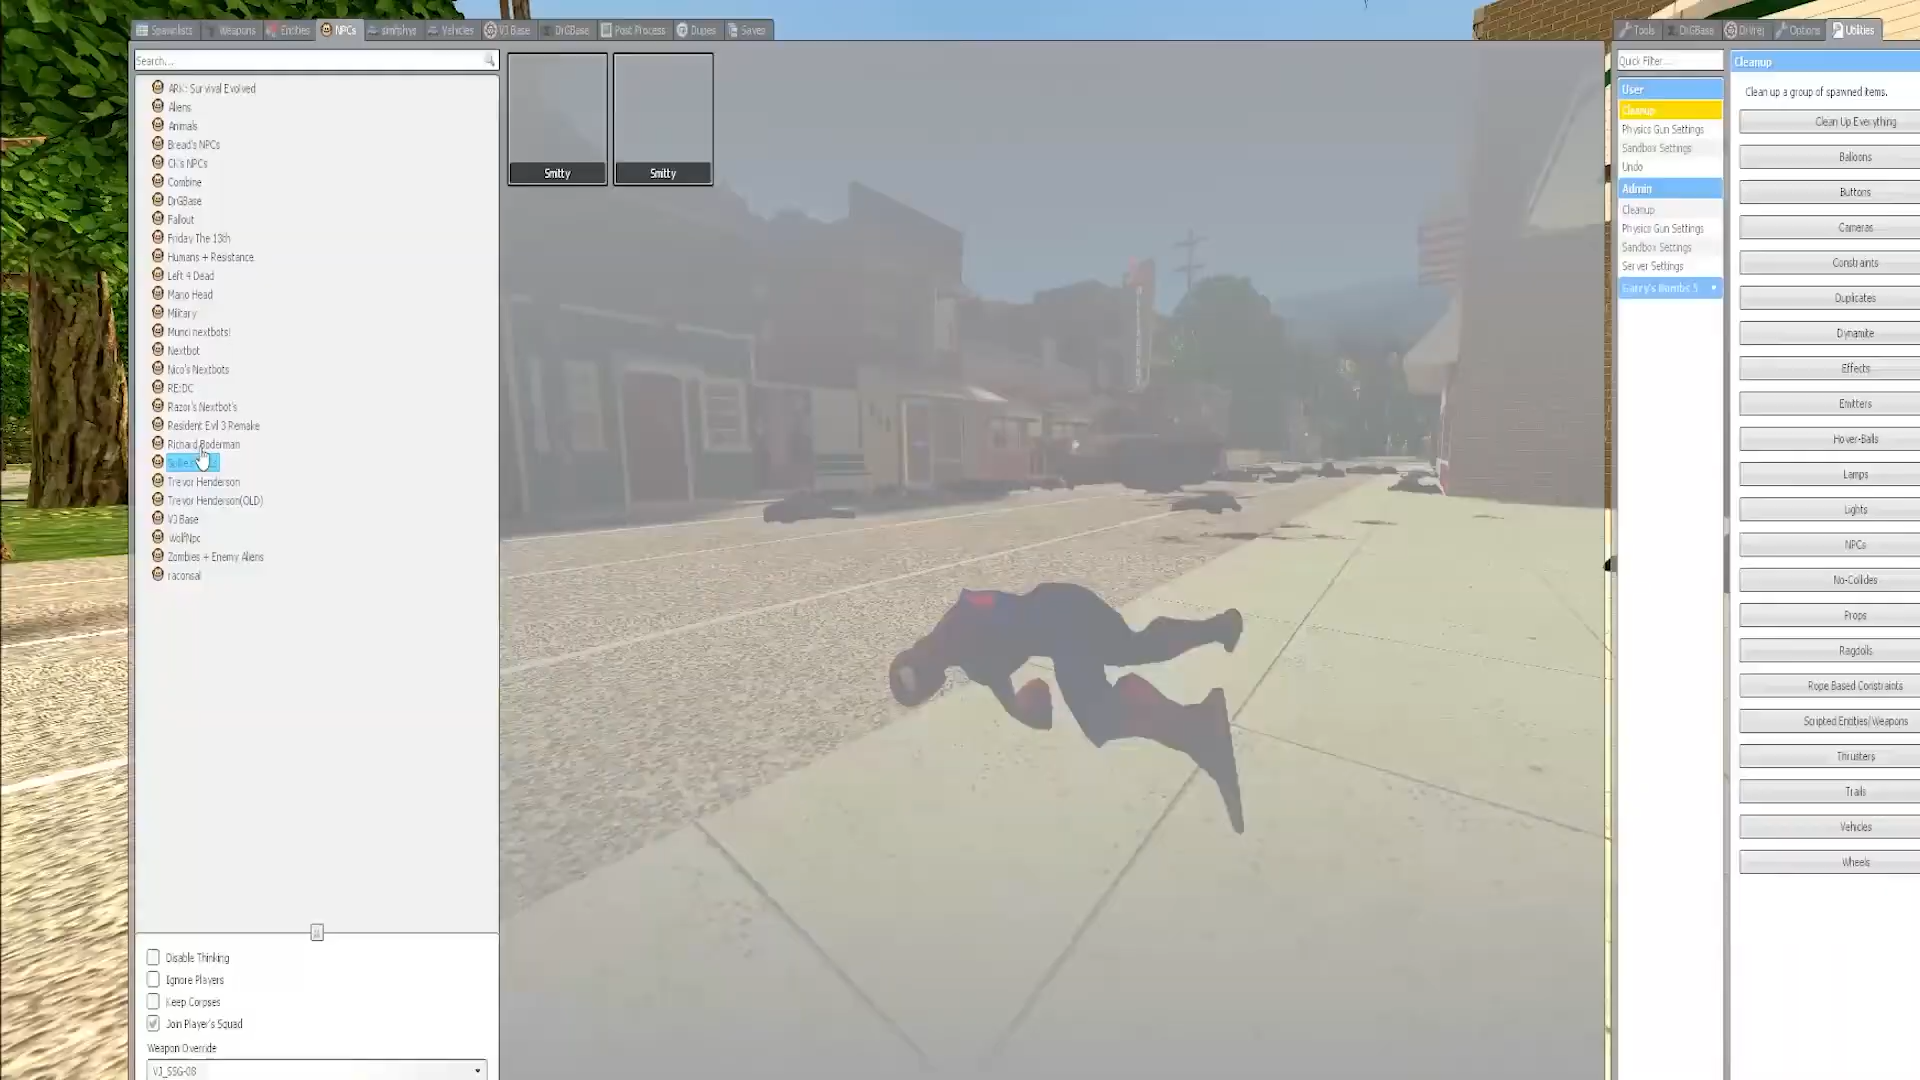 Spawnlists
Weapons
Entities
NPCs
simfphys
Vehicles
VJ Base
DrGBase
Post Process
Dupes
Saves
Search...
ARK: Survival Evolved
Aliens
Animals
Bread's NPCs
CK's NPCs
Combine
DrGBase
Fallout
Friday The 13th
Humans + Resistance
Left 4 Dead
Mano Head
Military
Munci nextbots!
Nextbot
Nico's Nextbots
RE:DC
Razor's Nextbot's
Resident Evil 3 Remake
Richard Boderman
Trevor Henderson
Trevor Henderson(OLD)
VJ Base
WolfNpc
Zombies + Enemy Aliens
raconsal
Smitty
Smitty
Disable Thinking
Ignore Players
Keep Corpses
Join Player's Squad
Weapon Override
VJ_SSG-08
Tools
DrGBase
DrVrej
Options
Utilities
Quick Filter...
User
Cleanup
Physics Gun Settings
Sandbox Settings
Undo
Admin
Cleanup
Physics Gun Settings
Sandbox Settings
Server Settings
Garry's Bombs 5
Cleanup
Clean up a group of spawned items.
Clean Up Everything
Balloons
Buttons
Cameras
Constraints
Duplicates
Dynamite
Effects
Emitters
Hover-Balls
Lamps
Lights
NPCs
No-Collides
Props
Ragdolls
Rope Based Constraints
Scripted Entities/Weapons
Thrusters
Trails
Vehicles
Wheels